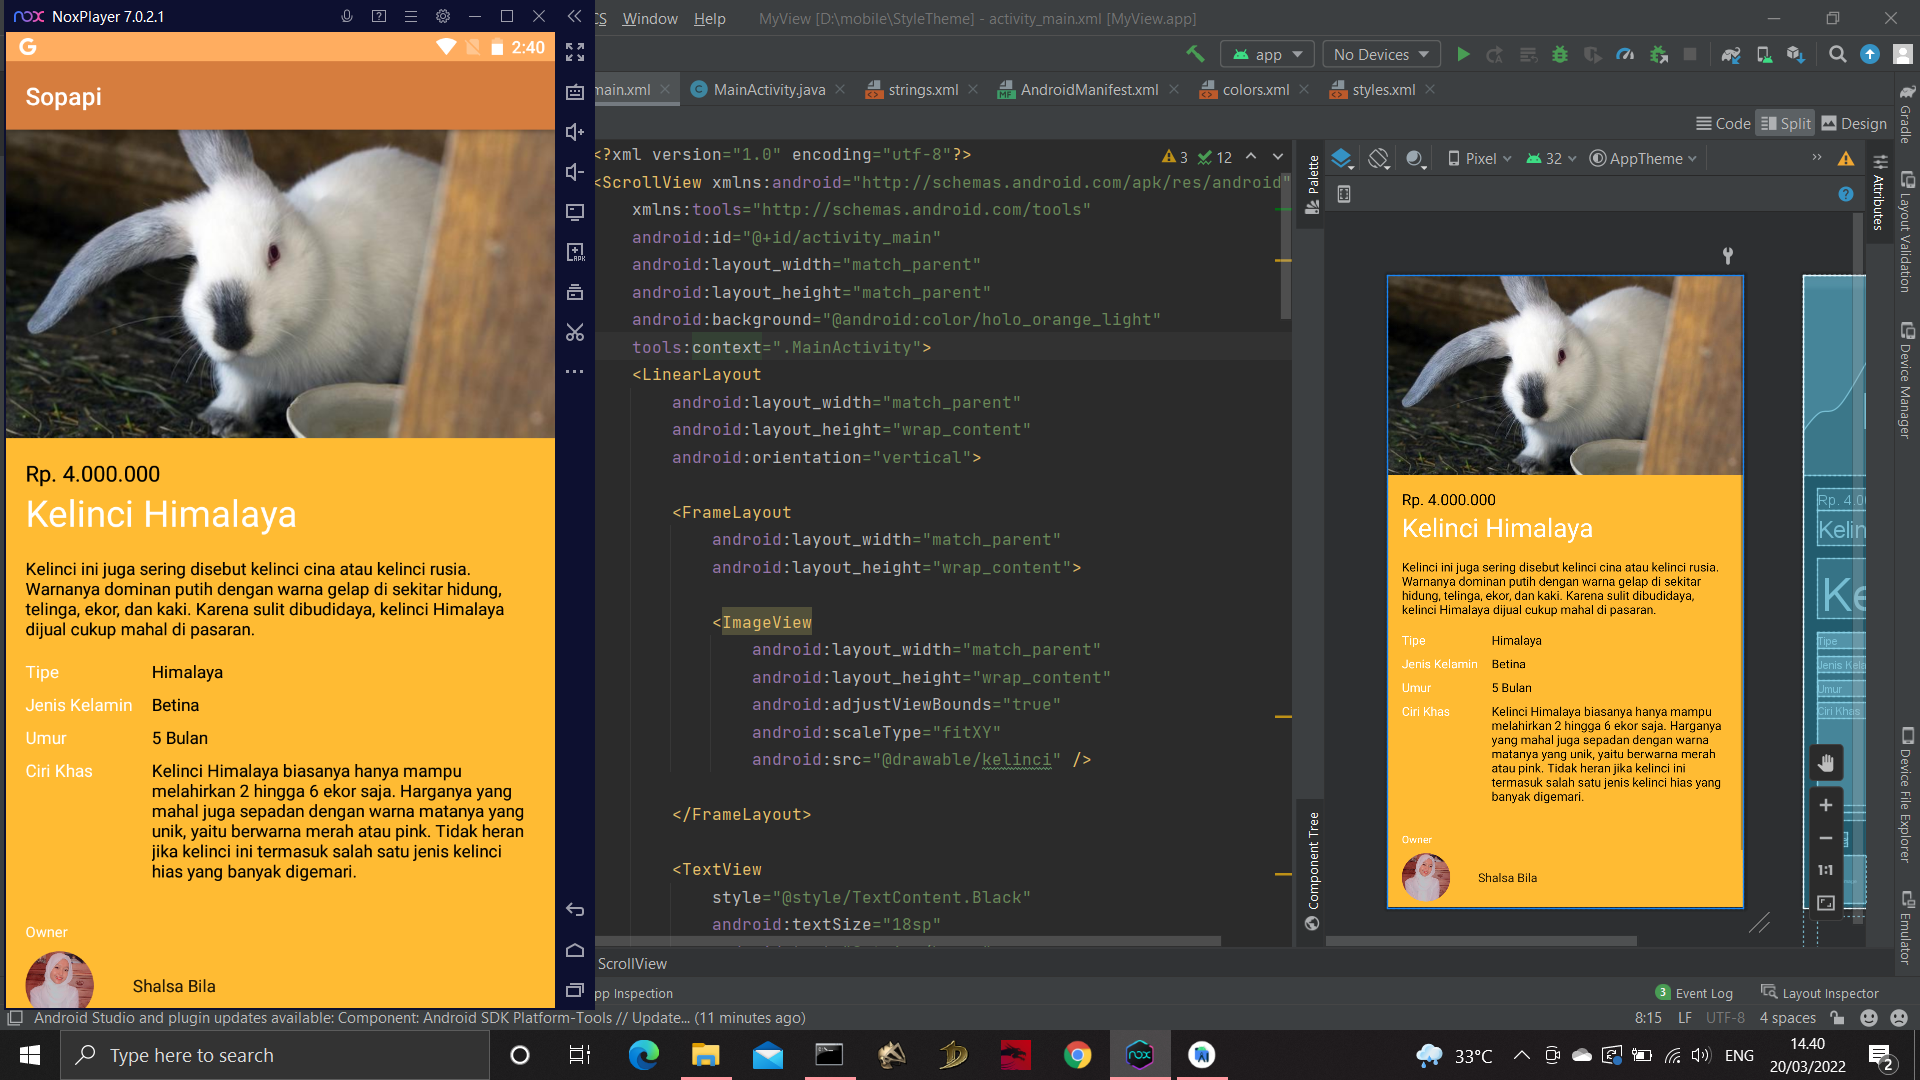 NoxPlayer 7.0.2.1
CS Window Help MyView [D:\mobile\StyleTheme] - activity_main.xml [MyView.app]
G 2:40
app No Devices
Sopapi
main.xml MainActivity.java strings.xml AndroidManifest.xml colors.xml styles.xml
Code Split Design
<?xml version="1.0" encoding="utf-8"?>
3 12
Pixel 32 AppTheme
<ScrollView xmlns:android="http://schemas.android.com/apk/res/android"
xmlns:tools="http://schemas.android.com/tools"
android:id="@+id/activity_main"
android:layout_width="match_parent"
android:layout_height="match_parent"
android:background="@android:color/holo_orange_light"
tools:context=".MainActivity">
<LinearLayout
android:layout_width="match_parent"
android:layout_height="wrap_content"
android:orientation="vertical">
<FrameLayout
android:layout_width="match_parent"
android:layout_height="wrap_content">
<ImageView
android:layout_width="match_parent"
android:layout_height="wrap_content"
android:adjustViewBounds="true"
android:scaleType="fitXY"
android:src="@drawable/kelinci" />
</FrameLayout>
<TextView
style="@style/TextContent.Black"
android:textSize="18sp"
Rp. 4.000.000
Kelinci Himalaya
Kelinci ini juga sering disebut kelinci cina atau kelinci rusia.
Warnanya dominan putih dengan warna gelap di sekitar hidung,
telinga, ekor, dan kaki. Karena sulit dibudidaya, kelinci Himalaya
dijual cukup mahal di pasaran.
Tipe Himalaya
Jenis Kelamin Betina
Umur 5 Bulan
Ciri Khas Kelinci Himalaya biasanya hanya mampu
melahirkan 2 hingga 6 ekor saja. Harganya yang
mahal juga sepadan dengan warna matanya yang
unik, yaitu berwarna merah atau pink. Tidak heran
jika kelinci ini termasuk salah satu jenis kelinci
hias yang banyak digemari.
Owner
Shalsa Bila
Palette
Component Tree
Rp. 4.000.000
Kelinci Himalaya
Kelinci ini juga sering disebut kelinci cina atau kelinci rusia.
Warnanya dominan putih dengan warna gelap di sekitar
hidung, telinga, ekor, dan kaki. Karena sulit dibudidaya,
kelinci Himalaya dijual cukup mahal di pasaran.
Tipe Himalaya
Jenis Kelamin Betina
Umur 5 Bulan
Ciri Khas Kelinci Himalaya biasanya hanya mampu
melahirkan 2 hingga 6 ekor saja. Harganya
yang mahal juga sepadan dengan warna
matanya yang unik, yaitu berwarna merah
atau pink. Tidak heran jika kelinci ini
termasuk salah satu jenis kelinci hias yang
banyak digemari.
Owner
Shalsa Bila
Rp. 4.0
Kelin
Ke
Tipe
Jenis Kela
Umur
Ciri Khas
1:1
Attributes
Gradle
Layout Validation
Device Manager
Device File Explorer
Emulator
APK
ScrollView
pp Inspection
3 Event Log Layout Inspector
Android Studio and plugin updates available: Component: Android SDK Platform-Tools // Update... (11 minutes ago)
8:15 LF UTF-8 4 spaces
Type here to search
nox
33°C ENG 14.40
20/03/2022
2